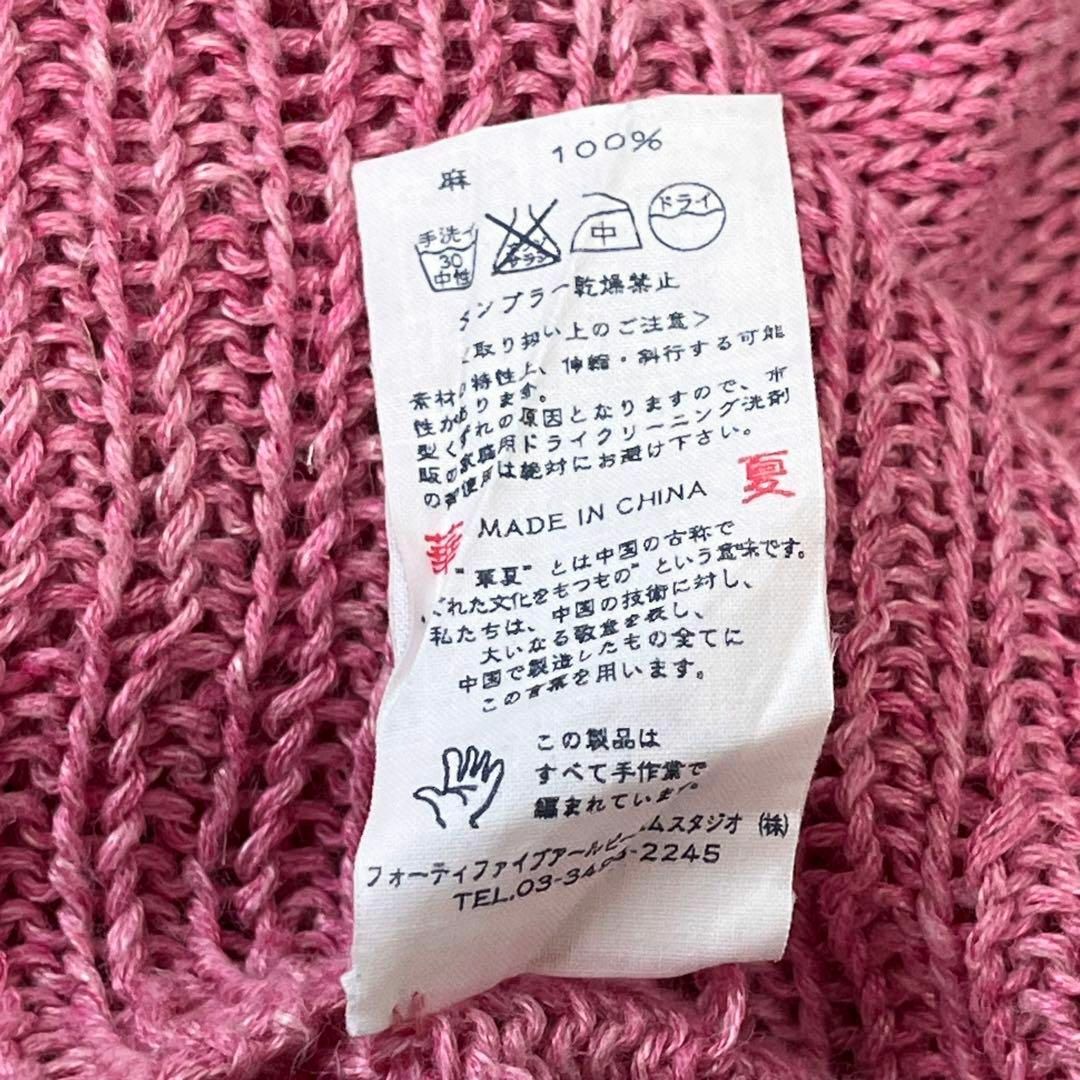 麻 100%
手洗イ 30 中性 中 ドライ
タンブラー乾燥禁止
取り扱い上のご注意>
素材の特性上、伸縮・斜行する可能
性があります。
型くずれの原因となりますので、市
販の家庭用ドライクリーニング洗剤
のご使用は絶対にお避け下さい。
華 MADE IN CHINA 夏
"華夏" とは中国の古称で
ぐれた文化をもつもの" という意味です。
私たちは、中国の技術に対し、
大いなる敬意を表し、
中国で製造したもの全てに
この言葉を用います。
この製品は
すべて手作業で
編まれています。
フォーティファイブアールピーエムスタジオ ㈱
TEL.03-34 -2245